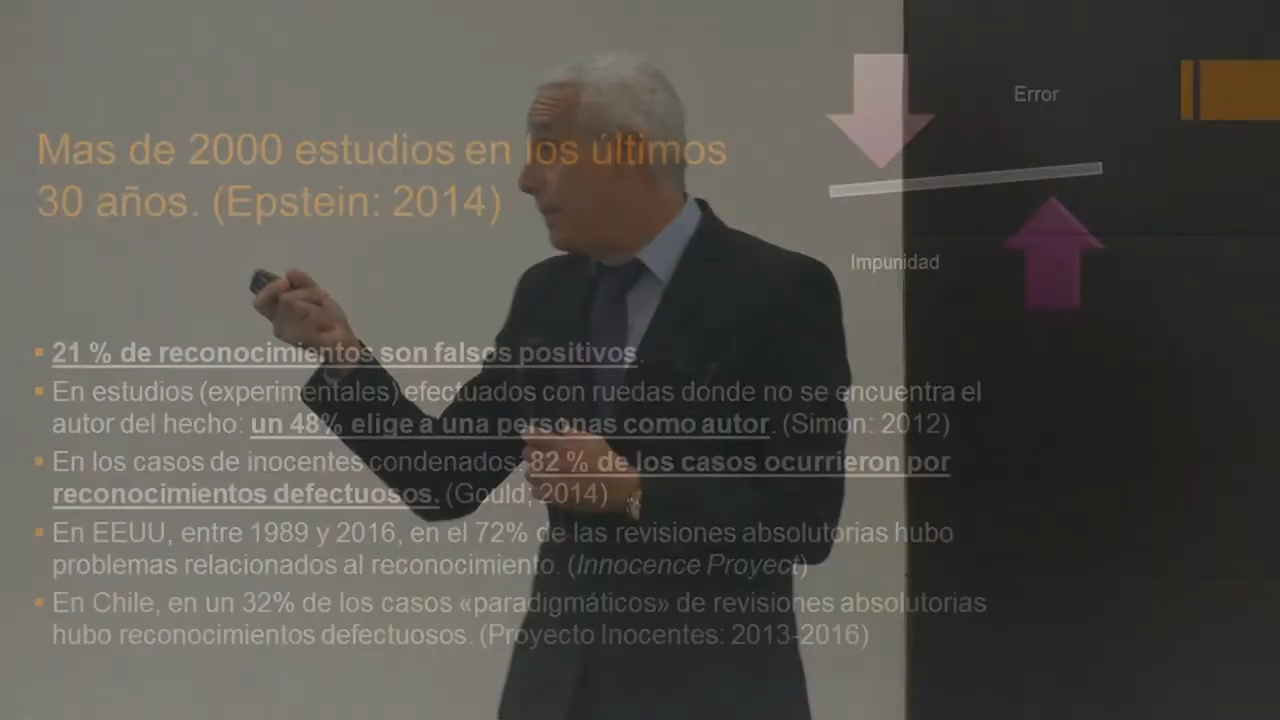 Error
Mas de 2000 estudios en los últimos
30 años. (Epstein: 2014)
Impunidad
21 % de reconocimientos son falsos positivos.
En estudios (experimentales) efectuados con ruedas donde no se encuentra el
autor del hecho: un 48% elige a una personas como autor. (Simon: 2012)
En los casos de inocentes condenados: 82 % de los casos ocurrieron por
reconocimientos defectuosos. (Gould; 2014)
En EEUU, entre 1989 y 2016, en el 72% de las revisiones absolutorias hubo
problemas relacionados al reconocimiento. (Innocence Proyect)
En Chile, en un 32% de los casos «paradigmáticos» de revisiones absolutorias
hubo reconocimientos defectuosos. (Proyecto Inocentes: 2013-2016)